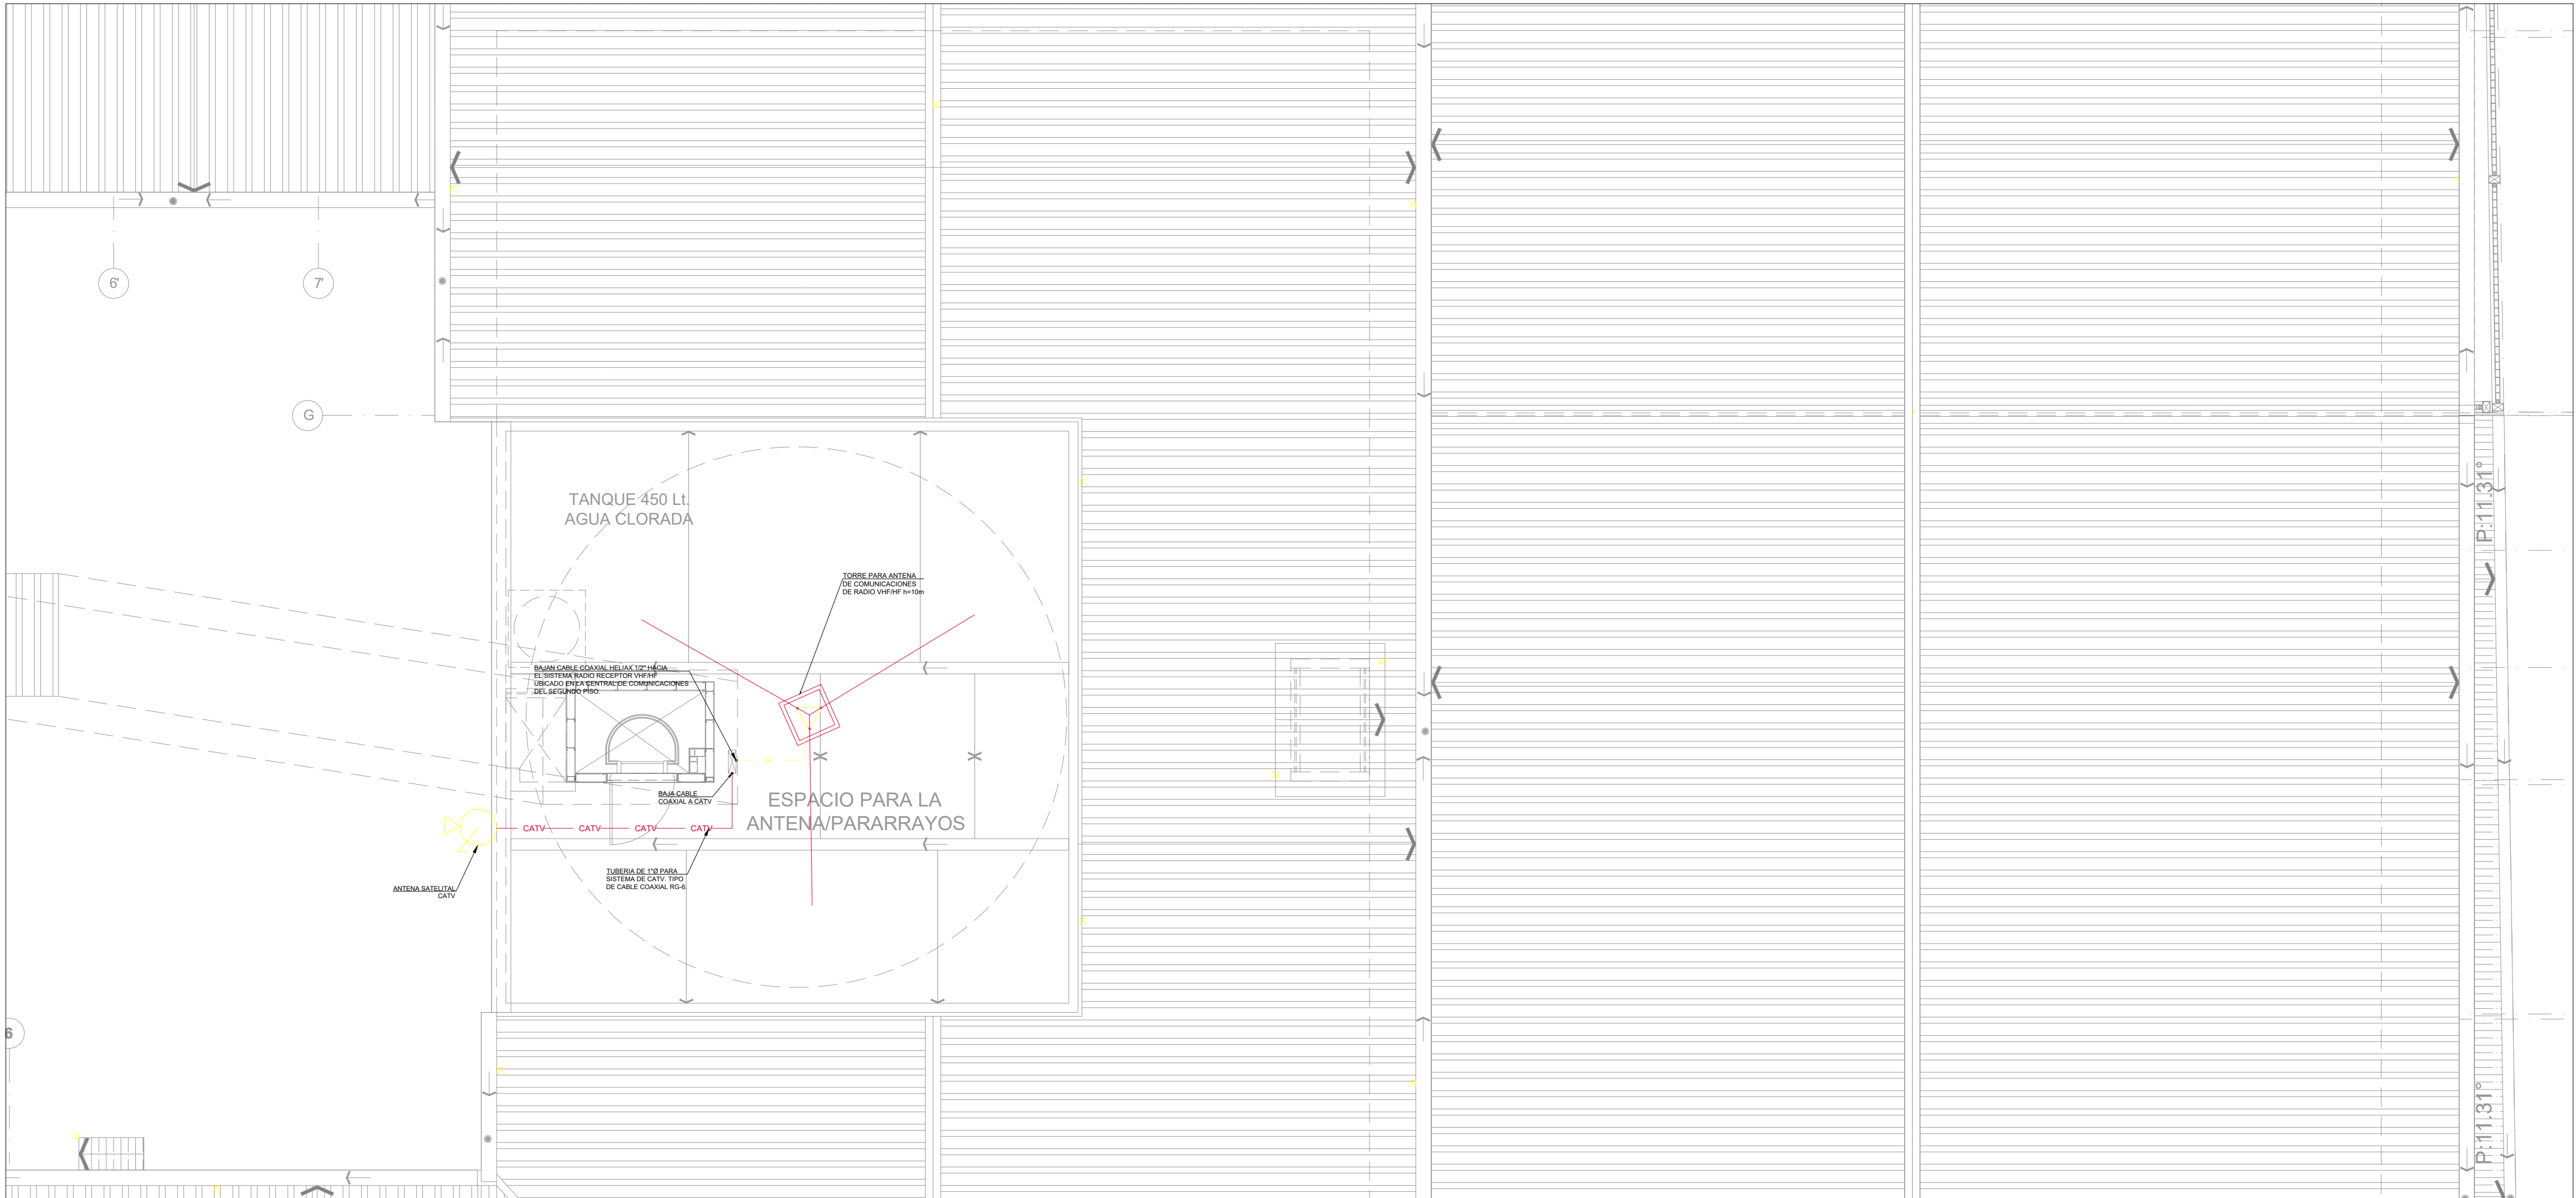 6'
7'
G
TANQUE 450 Lt.
AGUA CLORADA
P:11.31°
TORRE PARA ANTENA
DE COMUNICACIONES
DE RADIO VHF/HF h=10m
BAJAN CABLE COAXIAL HELIAX 1/2" HACIA
EL SISTEMA RADIO RECEPTOR VHF/HF
UBICADO EN LA CENTRAL DE COMUNICACIONES
DEL SEGUNDO PISO.
BAJA CABLE
COAXIAL A CATV
ESPACIO PARA LA
ANTENA/PARARRAYOS
CATV CATV CATV CATV
TUBERIA DE 1"Ø PARA
SISTEMA DE CATV. TIPO
DE CABLE COAXIAL RG-6.
ANTENA SATELITAL
CATV
6
P:11.31°